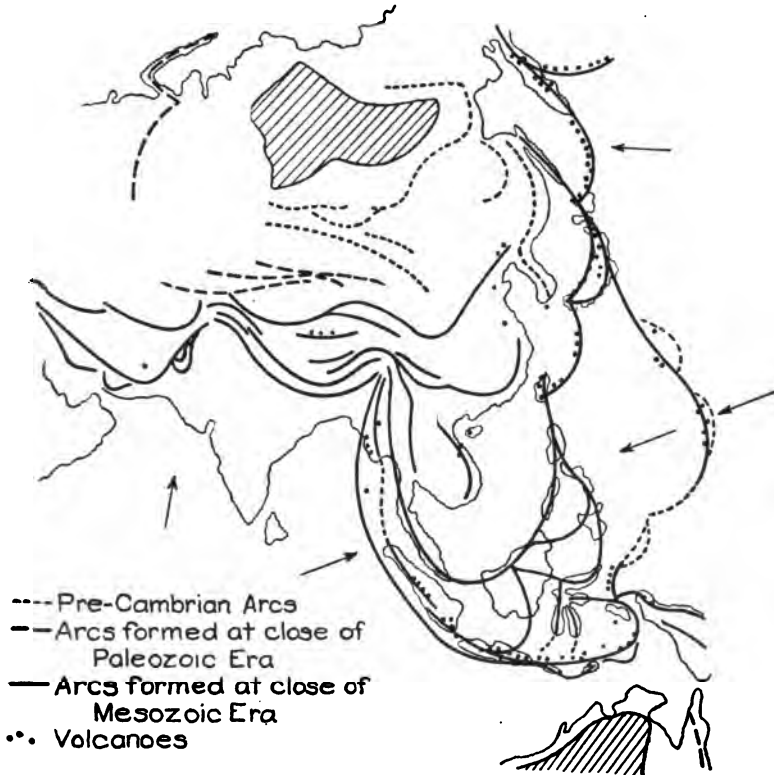 Pre-Cambrian Arcs
Arcs formed at close of
Paleozoic Era
Arcs formed at close of
Mesozoic Era
Volcanoes